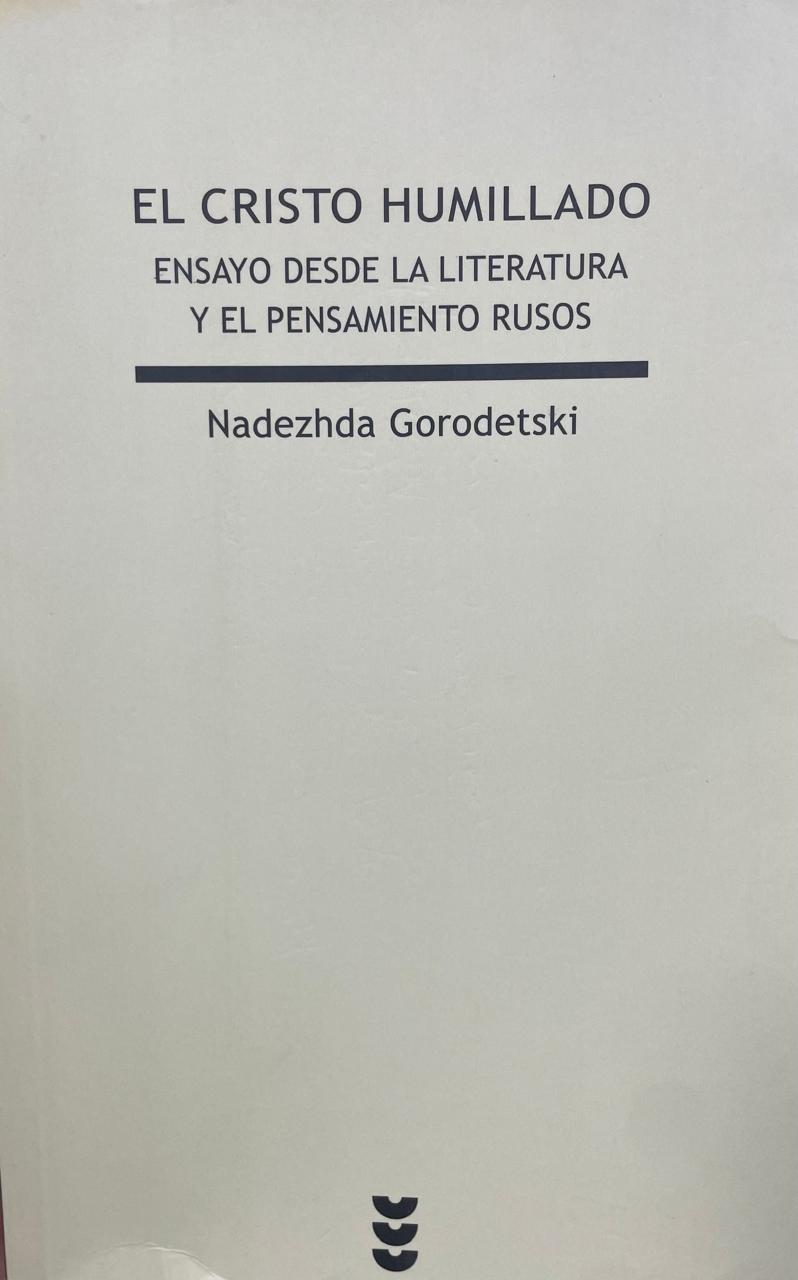 EL CRISTO HUMILLADO
ENSAYO DESDE LA LITERATURA
Y EL PENSAMIENTO RUSOS
Nadezhda Gorodetski